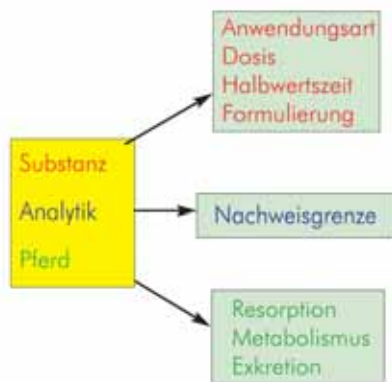 Anwendungsart
Dosis
Halbwertszeit
Formulierung
Substanz
Analytik
Pferd
Nachweisgrenze
Resorption
Metabolismus
Exkretion